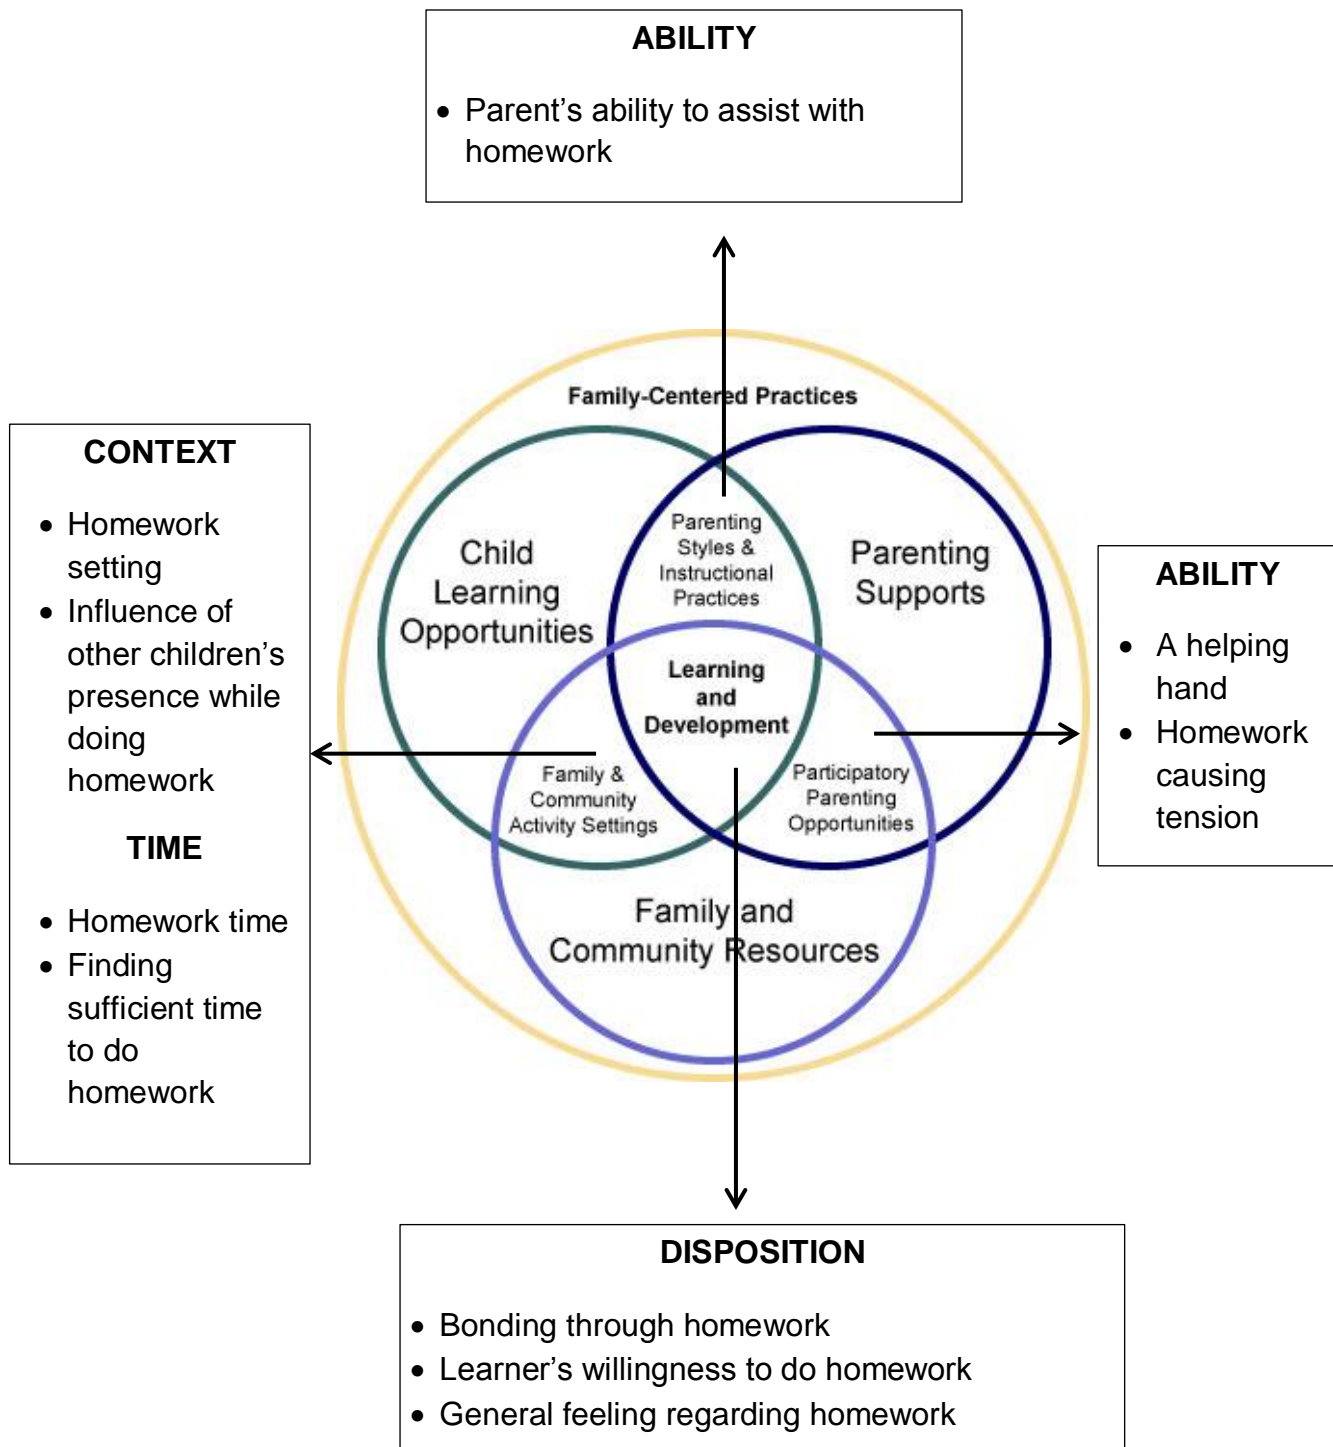 ABILITY
• Parent’s ability to assist with
homework
Family-Centered Practices
CONTEXT
• Homework
setting
• Influence of
other children’s
presence while
doing
homework
TIME
• Homework time
• Finding
sufficient time
to do
homework
Child
Learning
Opportunities
Parenting
Styles &
Instructional
Practices
Parenting
Supports
Learning
and
Development
Family &
Community
Activity Settings
Participatory
Parenting
Opportunities
Family and
Community Resources
ABILITY
• A helping
hand
• Homework
causing
tension
DISPOSITION
• Bonding through homework
• Learner’s willingness to do homework
• General feeling regarding homework